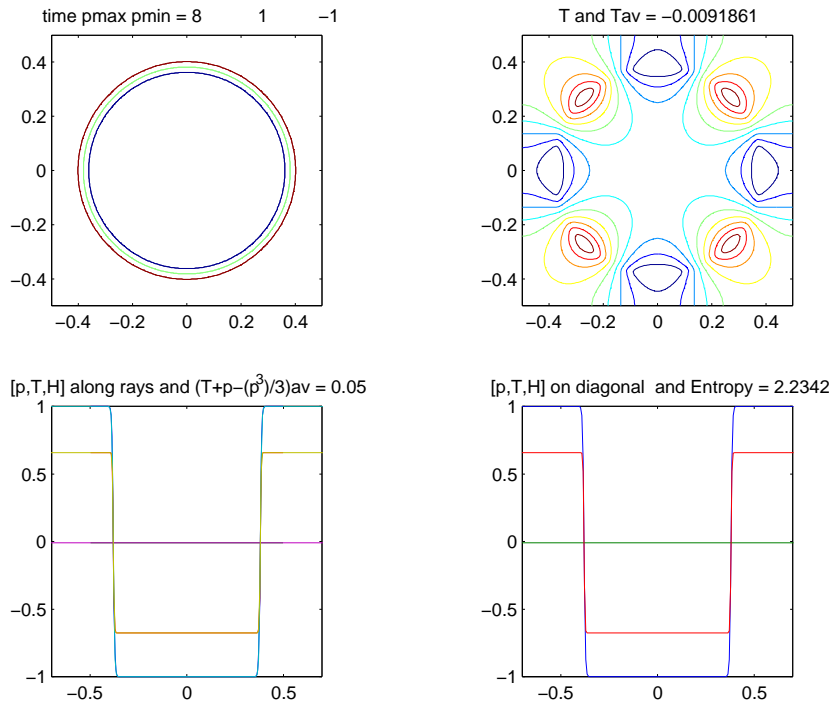 time pmax pmin = 8 1 −1
0.4
0.2
0
−0.2
−0.4
−0.4 −0.2 0 0.2 0.4
T and Tav = −0.0091861
0.4
0.2
0
−0.2
−0.4
−0.4 −0.2 0 0.2 0.4
[p,T,H] along rays and (T+p−(p^3)/3)av = 0.05
1
0.5
0
−0.5
−1
−0.5 0 0.5
[p,T,H] on diagonal and Entropy = 2.2342
1
0.5
0
−0.5
−1
−0.5 0 0.5